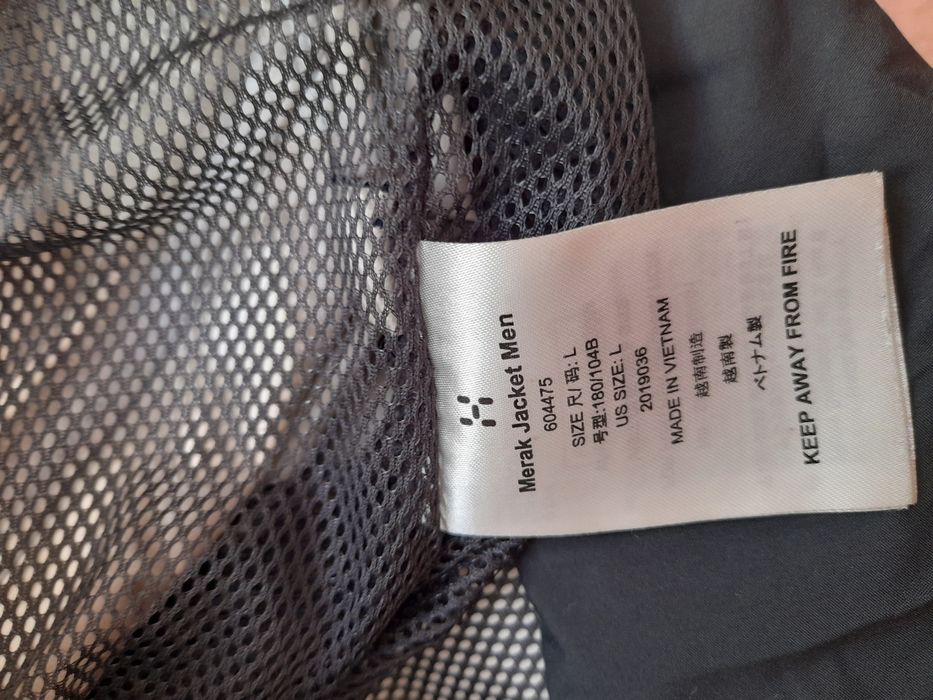 Merak Jacket Men
604475
SIZE 尺/ 码: L
号型:180/104B
US SIZE: L
2019036
MADE IN VIETNAM
越南制造
越南製
ベトナム製
KEEP AWAY FROM FIRE